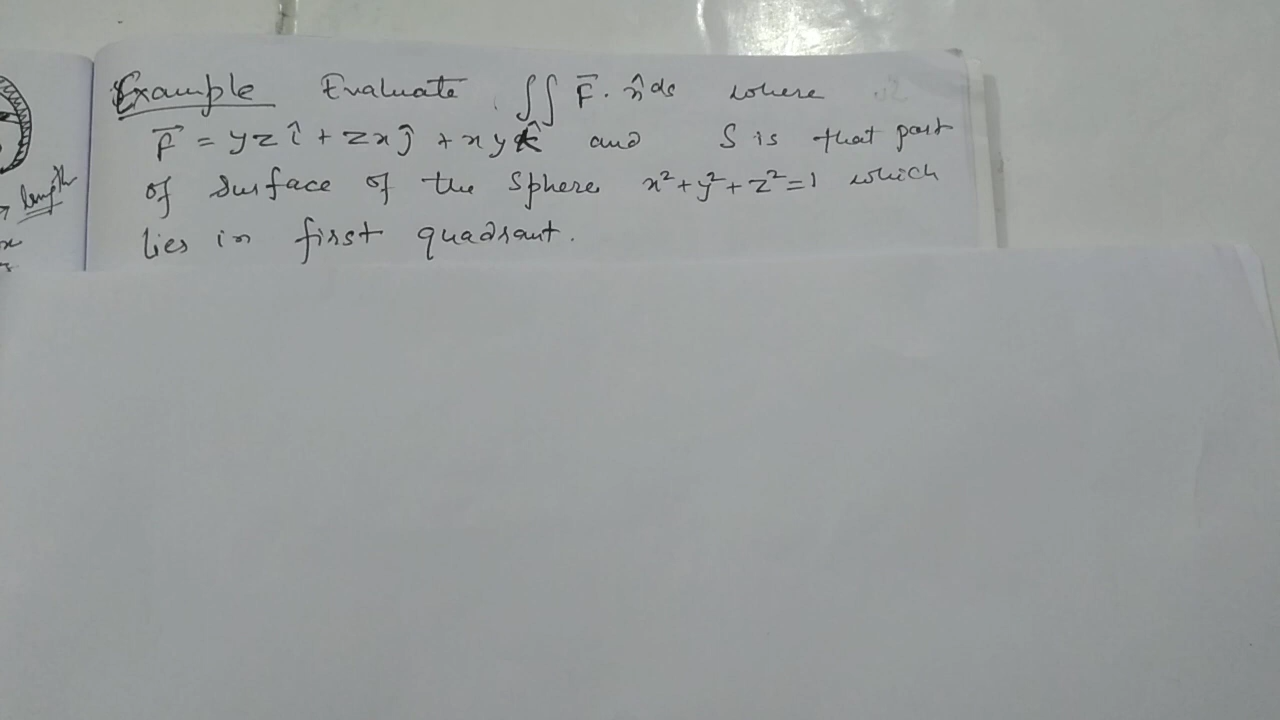 Example Evaluate ∬ F⃗ · n̂ ds where
F⃗ = yz î + zx ĵ + xy k̂ and S is that part
of surface of the sphere x²+y²+z²=1 which
lies in first quadrant.
length